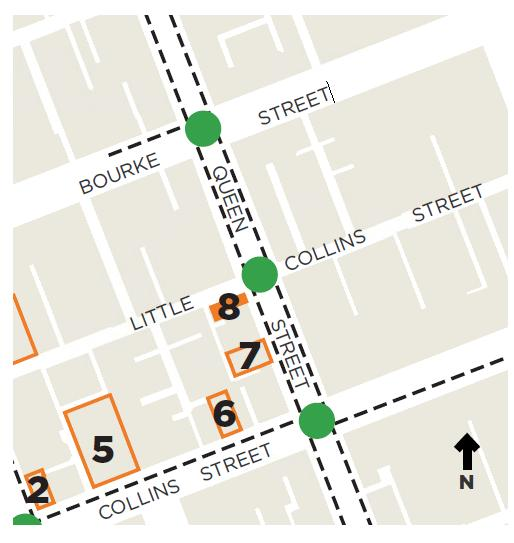 BOURKE STREET
QUEEN STREET
LITTLE COLLINS STREET
8
7
6
5
2
COLLINS STREET
N